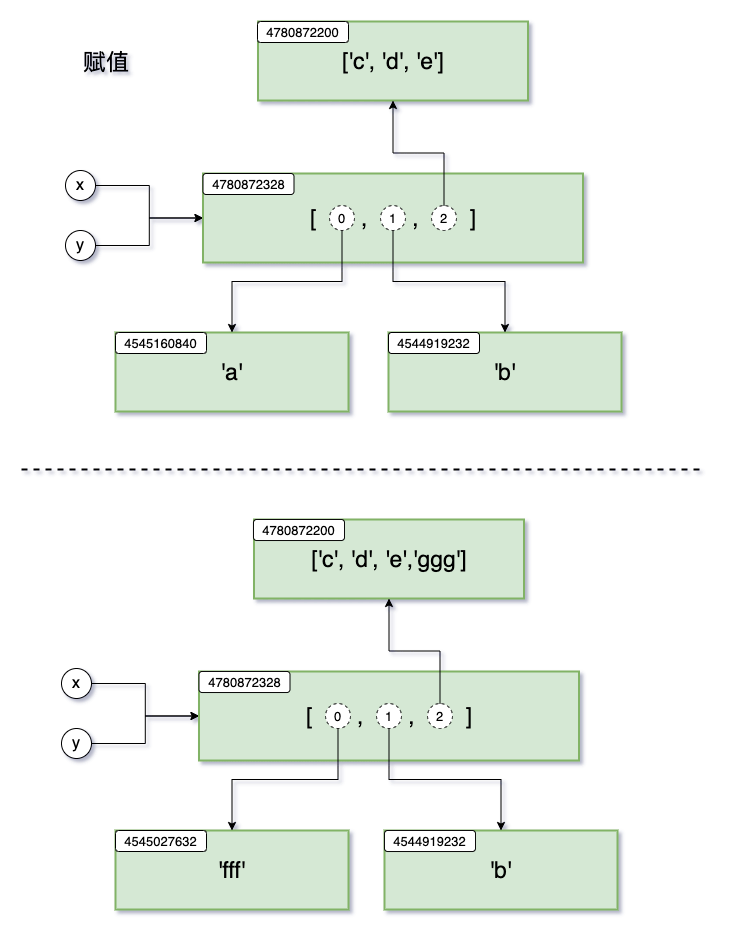 4780872200
赋值
['c', 'd', 'e']
x
4780872328
[ 0 , 1 , 2 ]
y
4545160840
4544919232
'a'
'b'
4780872200
['c', 'd', 'e','ggg']
x
4780872328
[ 0 , 1 , 2 ]
y
4545027632
4544919232
'fff'
'b'